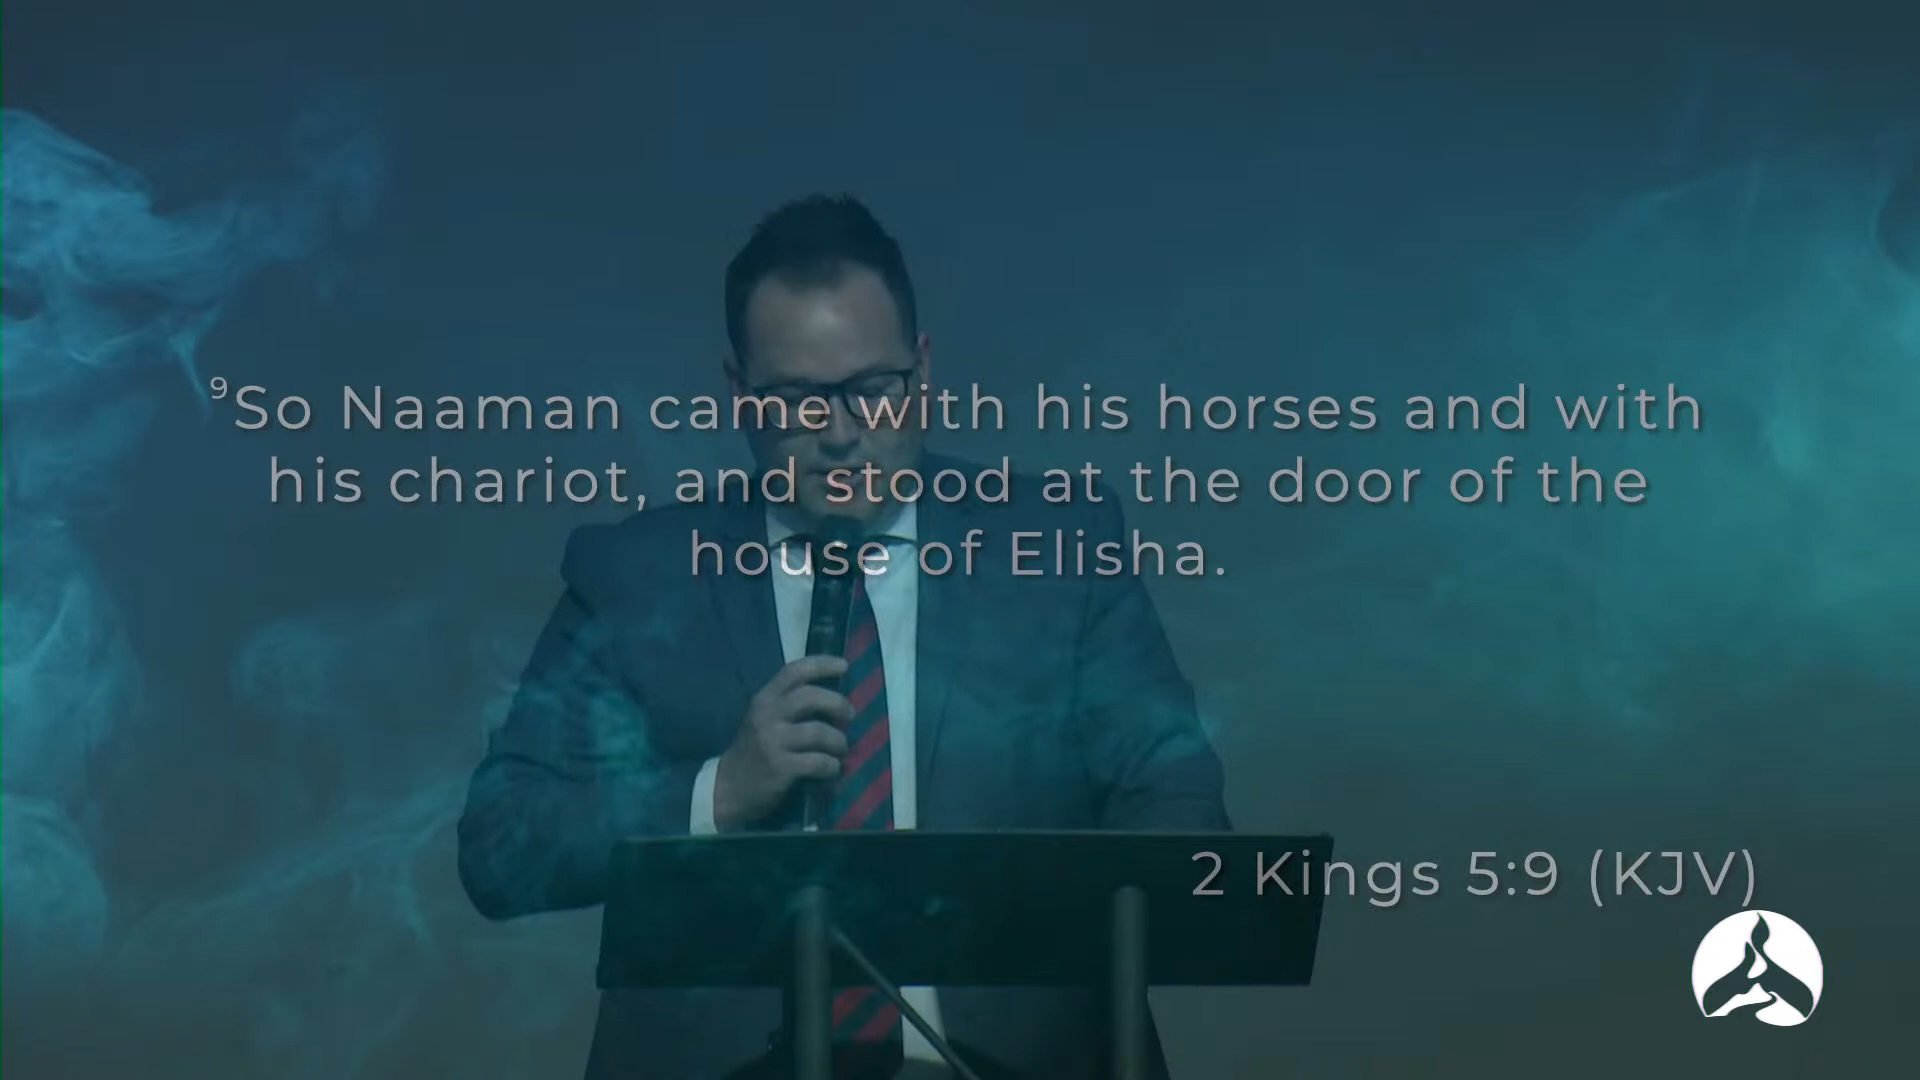 ⁹So Naaman came with his horses and with
his chariot, and stood at the door of the
house of Elisha.
2 Kings 5:9 (KJV)